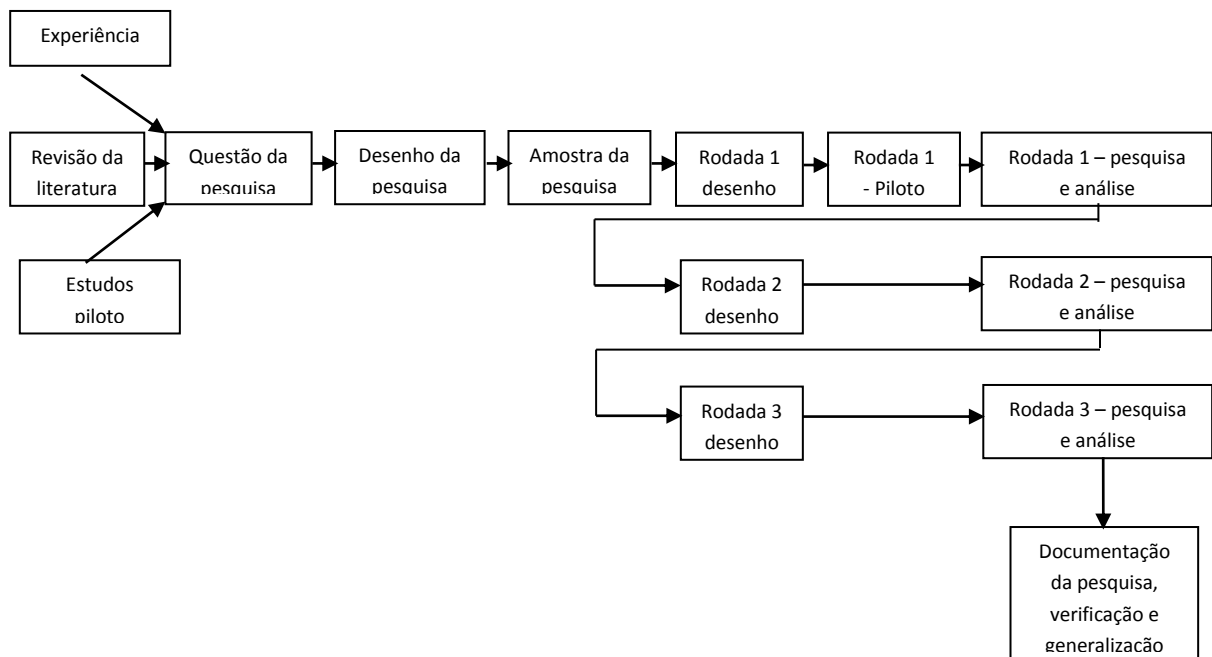 Experiência
Revisão da
literatura
Questão da
pesquisa
Desenho da
pesquisa
Amostra da
pesquisa
Rodada 1
desenho
Rodada 1
- Piloto
Rodada 1 – pesquisa
e análise
Estudos
piloto
Rodada 2
desenho
Rodada 2 – pesquisa
e análise
Rodada 3
desenho
Rodada 3 – pesquisa
e análise
Documentação
da pesquisa,
verificação e
generalização